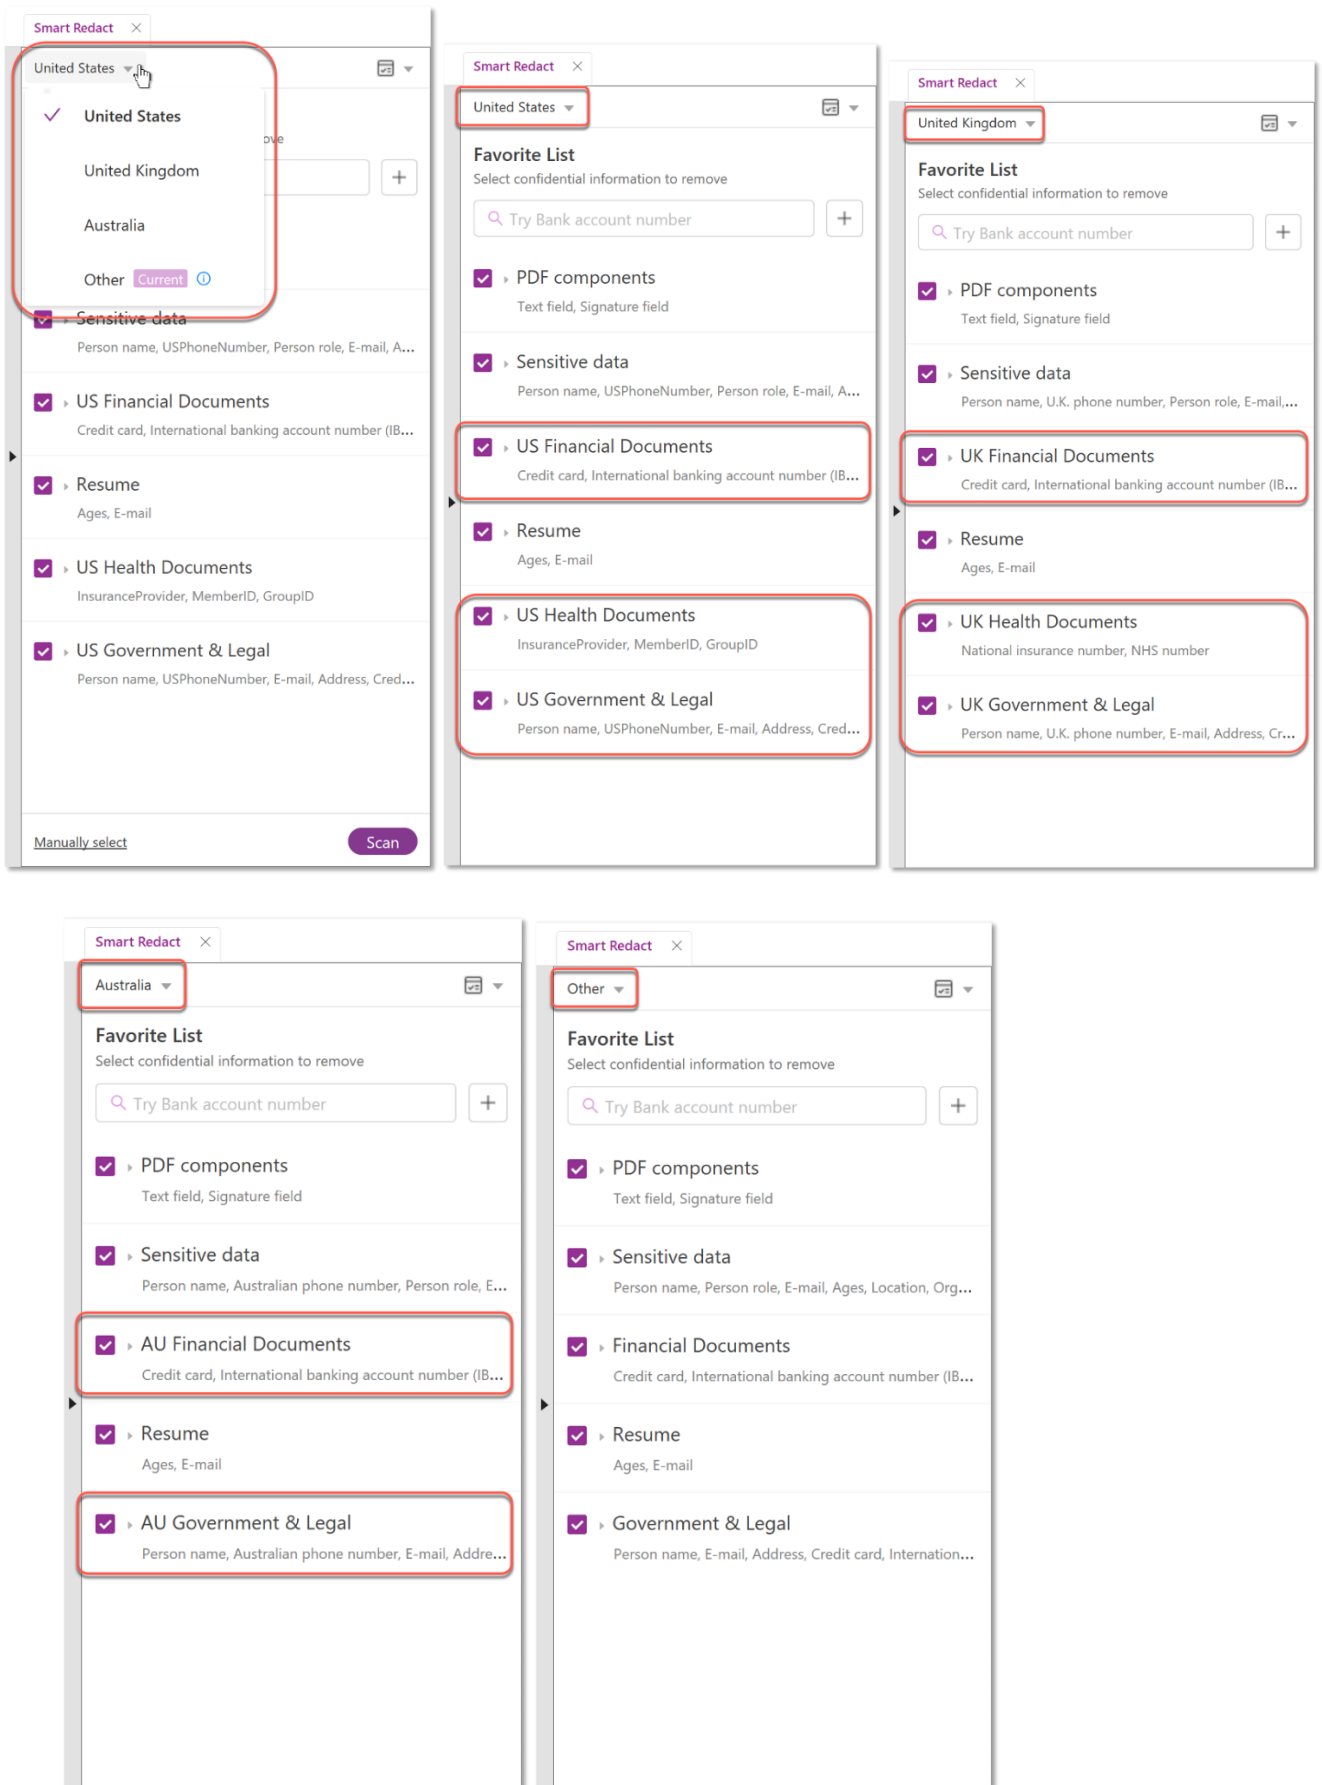 Smart Redact
United States
United States
ove
United Kingdom
Australia
Other Current
Sensitive data
Person name, USPhoneNumber, Person role, E-mail, A...
US Financial Documents
Credit card, International banking account number (IB...
Resume
Ages, E-mail
US Health Documents
InsuranceProvider, MemberID, GroupID
US Government & Legal
Person name, USPhoneNumber, E-mail, Address, Cred...
Manually select
Scan
Smart Redact
United States
Favorite List
Select confidential information to remove
Try Bank account number
PDF components
Text field, Signature field
Sensitive data
Person name, USPhoneNumber, Person role, E-mail, A...
US Financial Documents
Credit card, International banking account number (IB...
Resume
Ages, E-mail
US Health Documents
InsuranceProvider, MemberID, GroupID
US Government & Legal
Person name, USPhoneNumber, E-mail, Address, Cred...
Smart Redact
United Kingdom
Favorite List
Select confidential information to remove
Try Bank account number
PDF components
Text field, Signature field
Sensitive data
Person name, U.K. phone number, Person role, E-mail,...
UK Financial Documents
Credit card, International banking account number (IB...
Resume
Ages, E-mail
UK Health Documents
National insurance number, NHS number
UK Government & Legal
Person name, U.K. phone number, E-mail, Address, Cr...
Smart Redact
Australia
Favorite List
Select confidential information to remove
Try Bank account number
PDF components
Text field, Signature field
Sensitive data
Person name, Australian phone number, Person role, E...
AU Financial Documents
Credit card, International banking account number (IB...
Resume
Ages, E-mail
AU Government & Legal
Person name, Australian phone number, E-mail, Addre...
Smart Redact
Other
Favorite List
Select confidential information to remove
Try Bank account number
PDF components
Text field, Signature field
Sensitive data
Person name, Person role, E-mail, Ages, Location, Org...
Financial Documents
Credit card, International banking account number (IB...
Resume
Ages, E-mail
Government & Legal
Person name, E-mail, Address, Credit card, Internation...